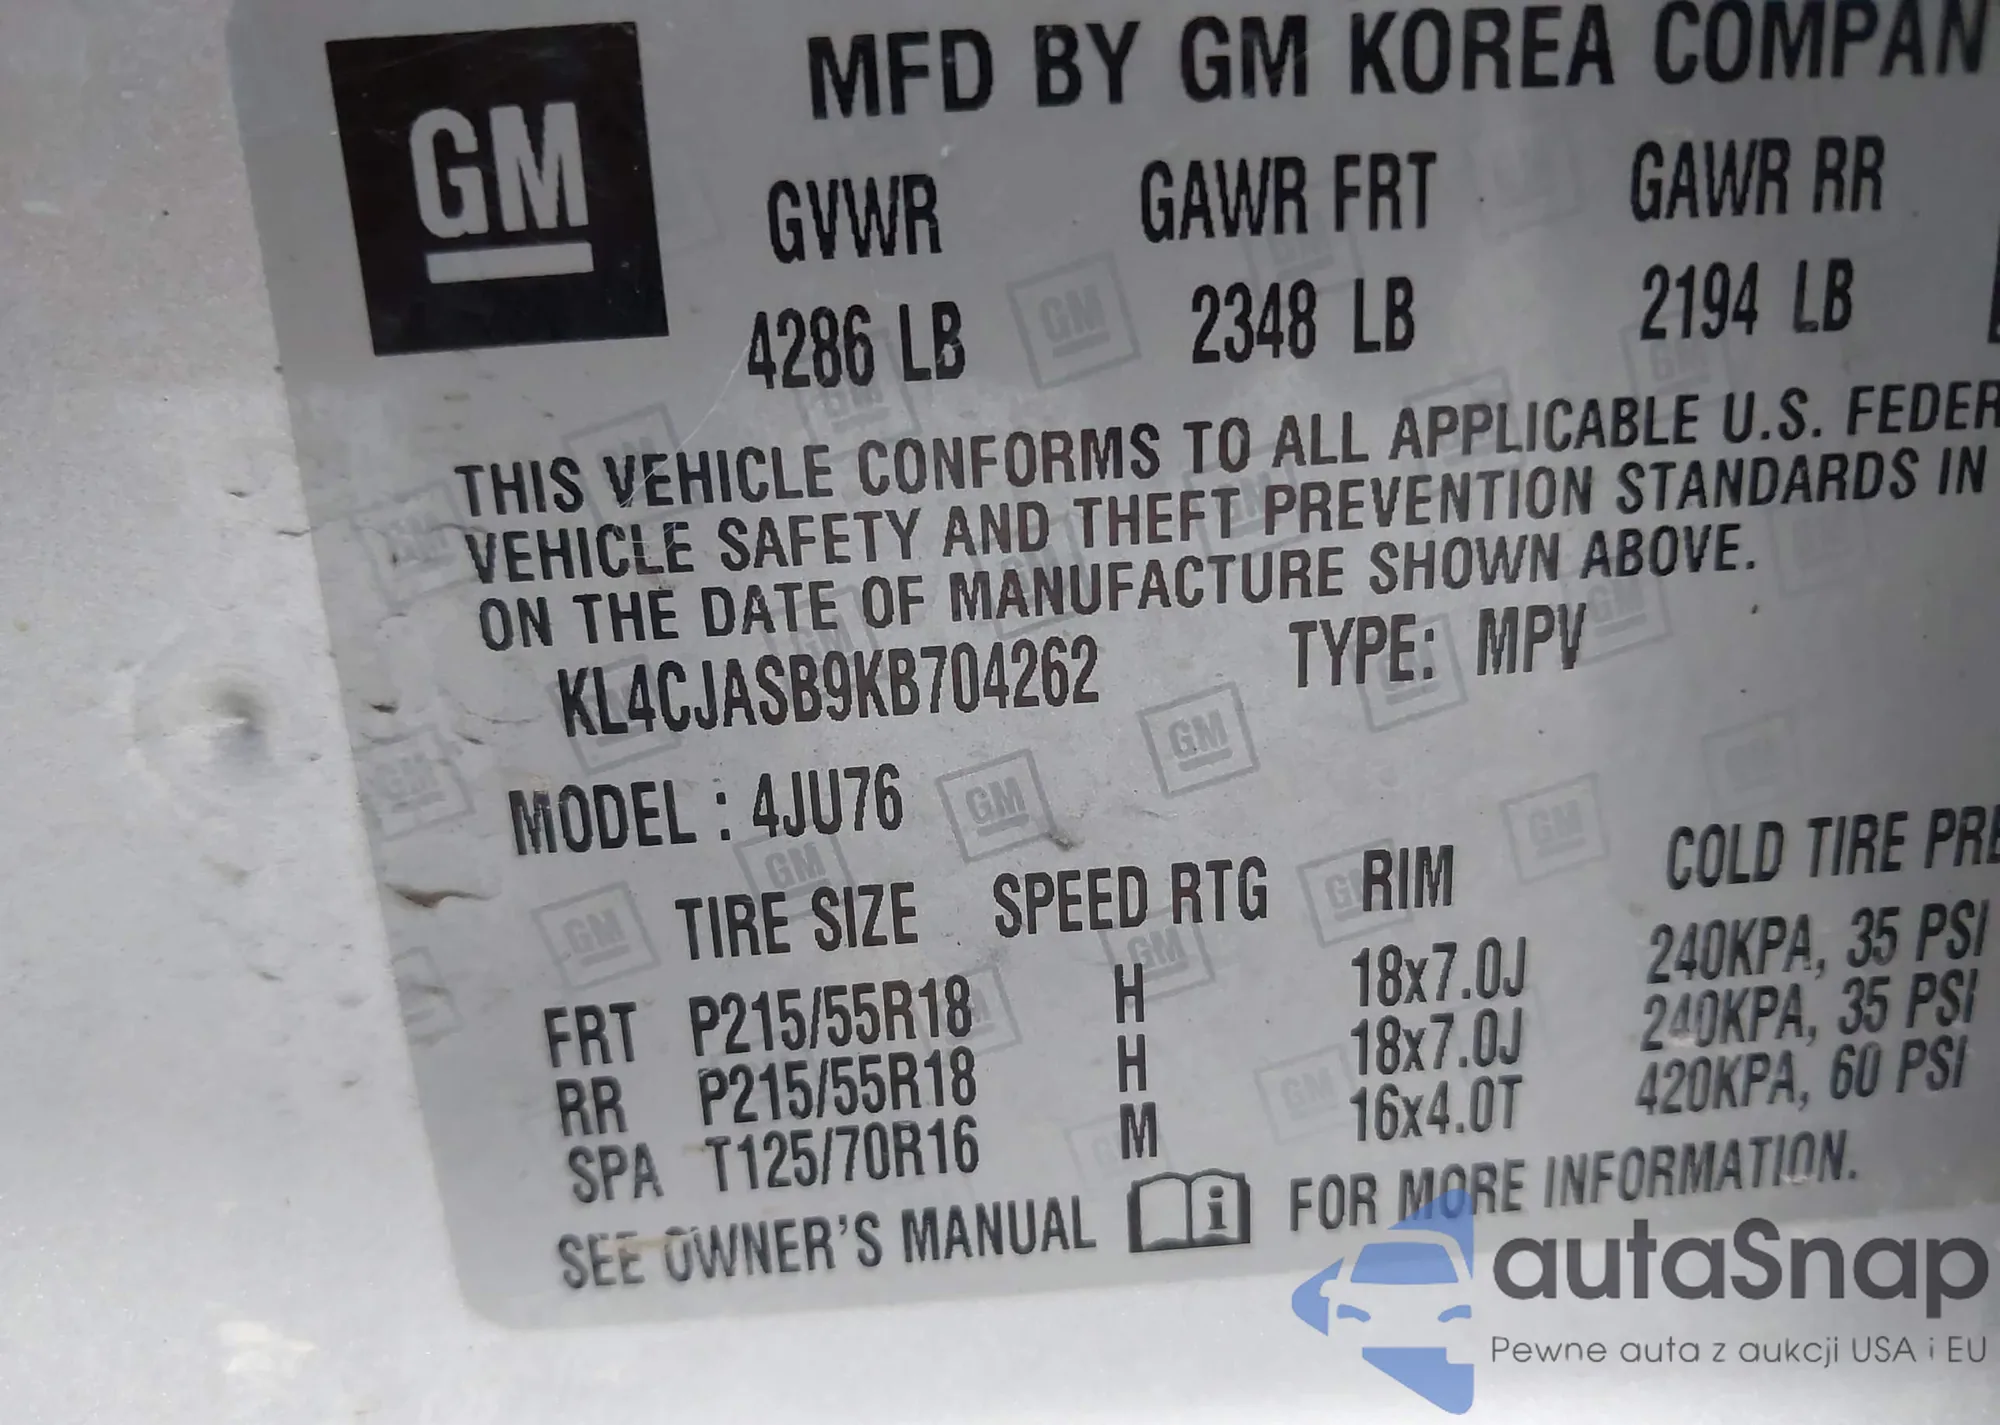 GM
MFD BY GM KOREA COMPAN
GVWR GAWR FRT GAWR RR
4286 LB 2348 LB 2194 LB
THIS VEHICLE CONFORMS TO ALL APPLICABLE U.S. FEDER
VEHICLE SAFETY AND THEFT PREVENTION STANDARDS IN
ON THE DATE OF MANUFACTURE SHOWN ABOVE.
KL4CJASB9KB704262 TYPE: MPV
MODEL : 4JU76
TIRE SIZE SPEED RTG RIM COLD TIRE PRE
FRT P215/55R18 H 18x7.0J 240KPA, 35 PSI
RR P215/55R18 H 18x7.0J 240KPA, 35 PSI
SPA T125/70R16 M 16x4.0T 420KPA, 60 PSI
SEE OWNER'S MANUAL i FOR MORE INFORMATION.
autaSnap
Pewne auta z aukcji USA i EU